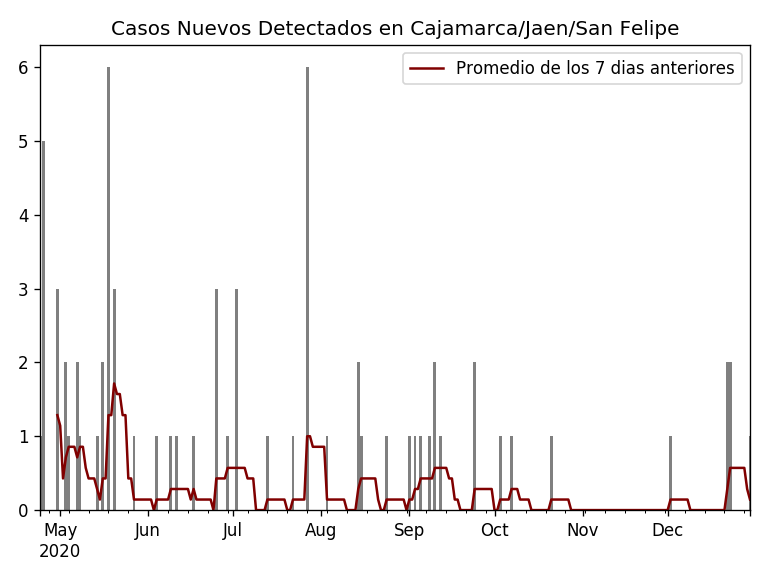 Casos Nuevos Detectados en Cajamarca/Jaen/San Felipe
Promedio de los 7 dias anteriores
6
5
4
3
2
1
0
May Jun Jul Aug Sep Oct Nov Dec
2020